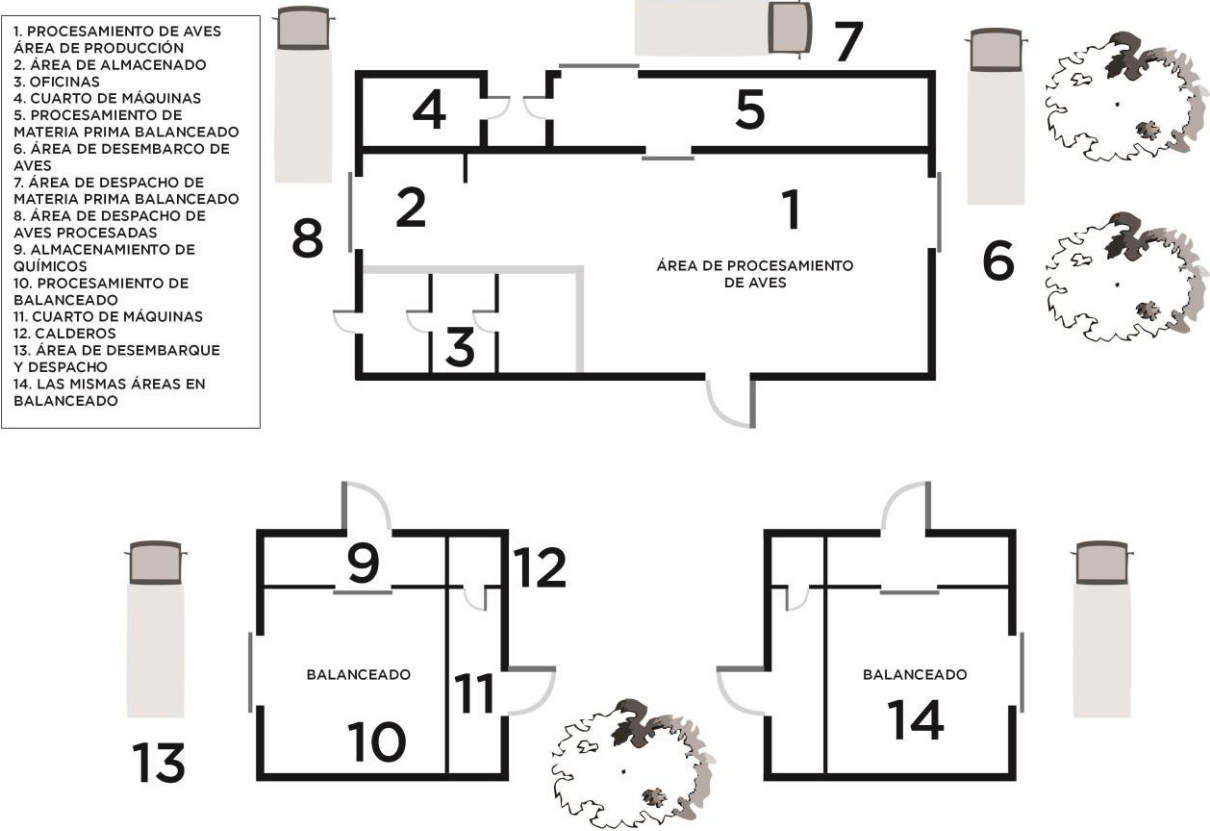 1. PROCESAMIENTO DE AVES
ÁREA DE PRODUCCIÓN
2. ÁREA DE ALMACENADO
3. OFICINAS
4. CUARTO DE MÁQUINAS
5. PROCESAMIENTO DE
MATERIA PRIMA BALANCEADO
6. ÁREA DE DESEMBARCO DE
AVES
7. ÁREA DE DESPACHO DE
MATERIA PRIMA BALANCEADO
8. ÁREA DE DESPACHO DE
AVES PROCESADAS
9. ALMACENAMIENTO DE
QUÍMICOS
10. PROCESAMIENTO DE
BALANCEADO
11. CUARTO DE MÁQUINAS
12. CALDEROS
13. ÁREA DE DESEMBARQUE
Y DESPACHO
14. LAS MISMAS ÁREAS EN
BALANCEADO
7
4
5
2
1
8
6
ÁREA DE PROCESAMIENTO
DE AVES
3
9
12
BALANCEADO
11
10
13
BALANCEADO
14